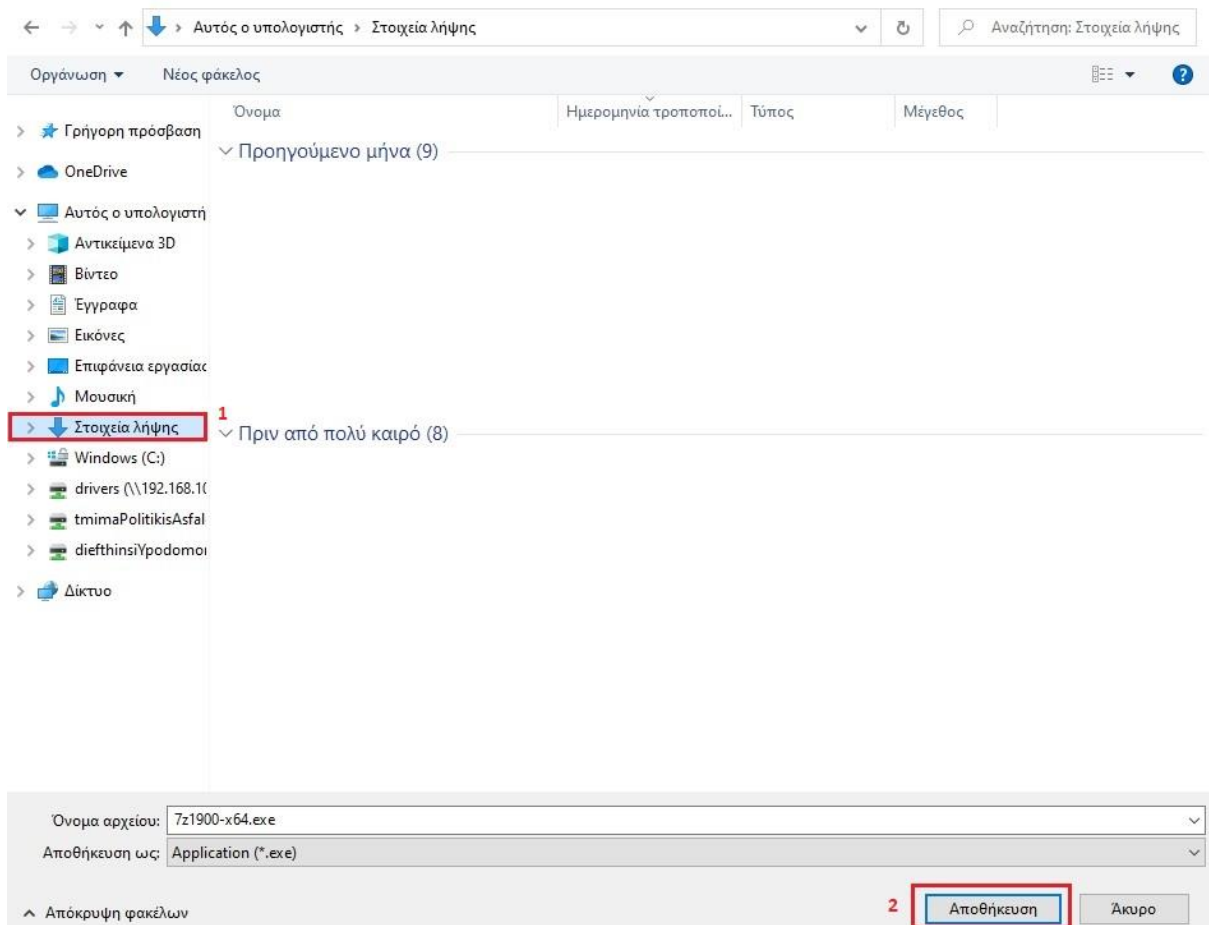 Αυτός ο υπολογιστής › Στοιχεία λήψης
Αναζήτηση: Στοιχεία λήψης
Οργάνωση
Νέος φάκελος
?
Όνομα
Ημερομηνία τροποποί...
Τύπος
Μέγεθος
Γρήγορη πρόσβαση
OneDrive
Αυτός ο υπολογιστή
Αντικείμενα 3D
Βίντεο
Έγγραφα
Εικόνες
Επιφάνεια εργασίας
Μουσική
Στοιχεία λήψης
1
Windows (C:)
drivers (\\192.168.10
tmimaPolitikisAsfal
diefthinsiYpodomon
Δίκτυο
Προηγούμενο μήνα (9)
Πριν από πολύ καιρό (8)
Όνομα αρχείου: 7z1900-x64.exe
Αποθήκευση ως: Application (*.exe)
Απόκρυψη φακέλων
2
Αποθήκευση
Άκυρο